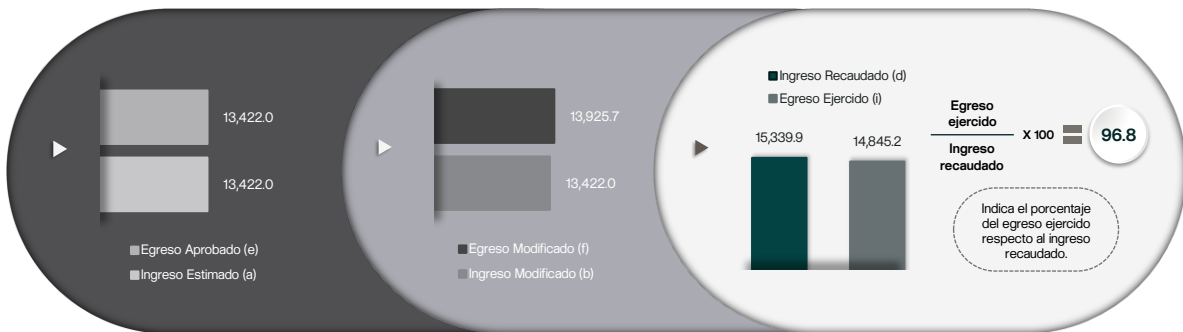 13,422.0
13,422.0
Egreso Aprobado (e)
Ingreso Estimado (a)
13,925.7
13,422.0
Egreso Modificado (f)
Ingreso Modificado (b)
Ingreso Recaudado (d)
Egreso Ejercido (i)
15,339.9
14,845.2
Egreso
ejercido
Ingreso
recaudado
X 100 =
96.8
Indica el porcentaje
del egreso ejercido
respecto al ingreso
recaudado.